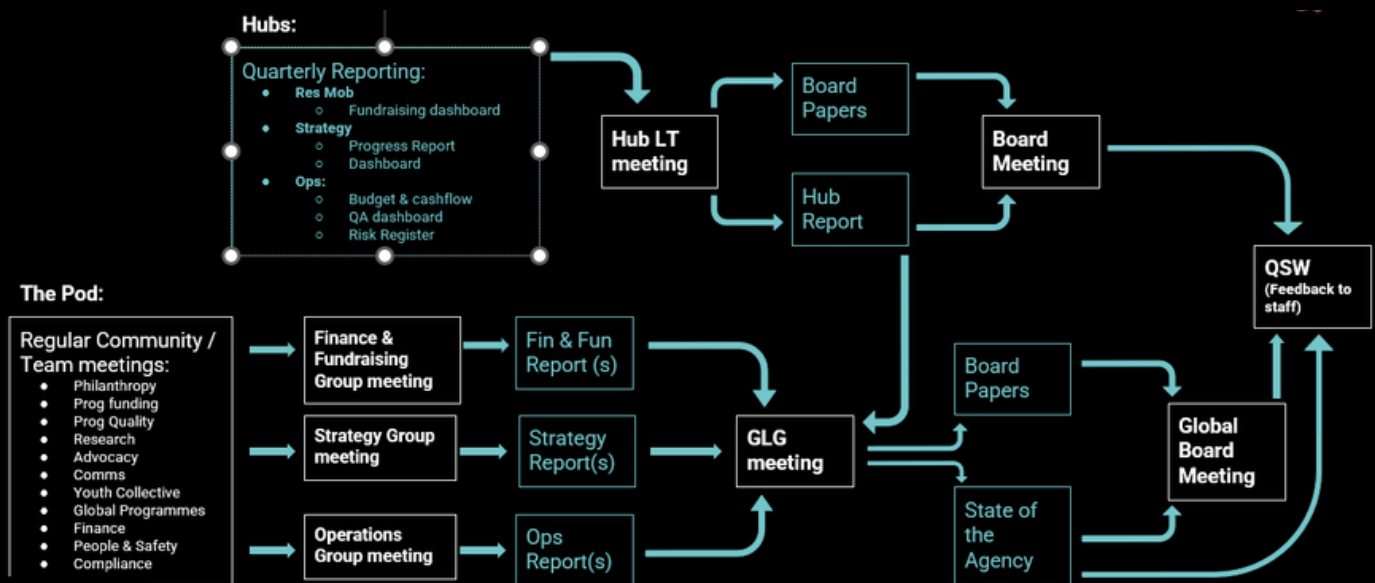 Hubs:
Quarterly Reporting:
Res Mob
Fundraising dashboard
Strategy
Progress Report
Dashboard
Ops:
Budget & cashflow
QA dashboard
Risk Register
Hub LT
meeting
Board
Papers
Hub
Report
Board
Meeting
QSW
(Feedback to
staff)
The Pod:
Regular Community /
Team meetings:
Philanthropy
Prog funding
Prog Quality
Research
Advocacy
Comms
Youth Collective
Global Programmes
Finance
People & Safety
Compliance
Finance &
Fundraising
Group meeting
Fin & Fun
Report (s)
Strategy Group
meeting
Strategy
Report(s)
Operations
Group meeting
Ops
Report(s)
GLG
meeting
Board
Papers
State of
the
Agency
Global
Board
Meeting